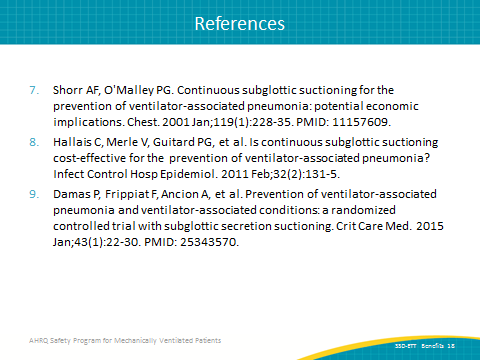 References
7. Shorr AF, O'Malley PG. Continuous subglottic suctioning for the
prevention of ventilator-associated pneumonia: potential economic
implications. Chest. 2001 Jan;119(1):228-35. PMID: 11157609.
8. Hallais C, Merle V, Guitard PG, et al. Is continuous subglottic suctioning
cost-effective for the prevention of ventilator-associated pneumonia?
Infect Control Hosp Epidemiol. 2011 Feb;32(2):131-5.
9. Damas P, Frippiat F, Ancion A, et al. Prevention of ventilator-associated
pneumonia and ventilator-associated conditions: a randomized
controlled trial with subglottic secretion suctioning. Crit Care Med. 2015
Jan;43(1):22-30. PMID: 25343570.
AHRQ Safety Program for Mechanically Ventilated Patients
SSD-ETT Benefits 18